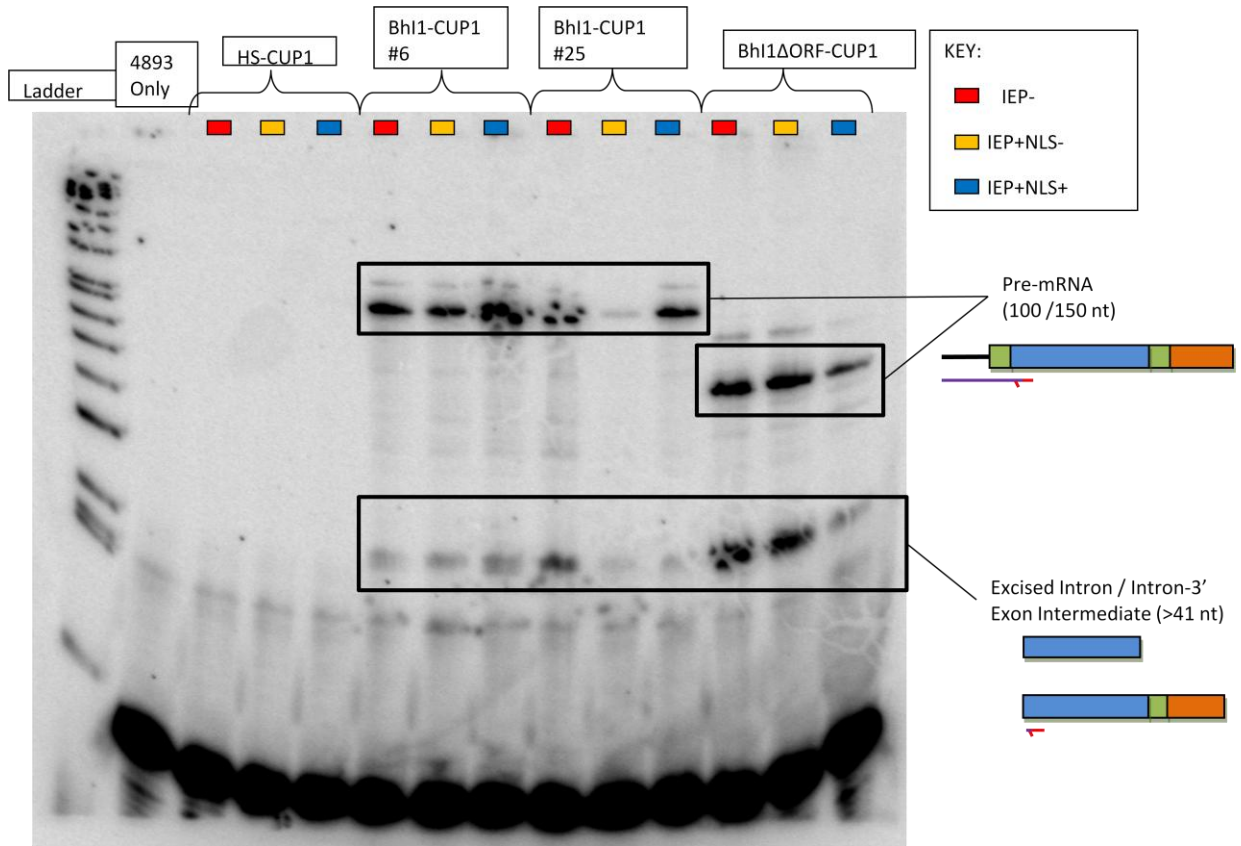 Ladder
4893
Only
HS-CUP1
BhI1-CUP1
#6
BhI1-CUP1
#25
BhI1ΔORF-CUP1
KEY:
IEP-
IEP+NLS-
IEP+NLS+
Pre-mRNA
(100 /150 nt)
Excised Intron / Intron-3’
Exon Intermediate (>41 nt)